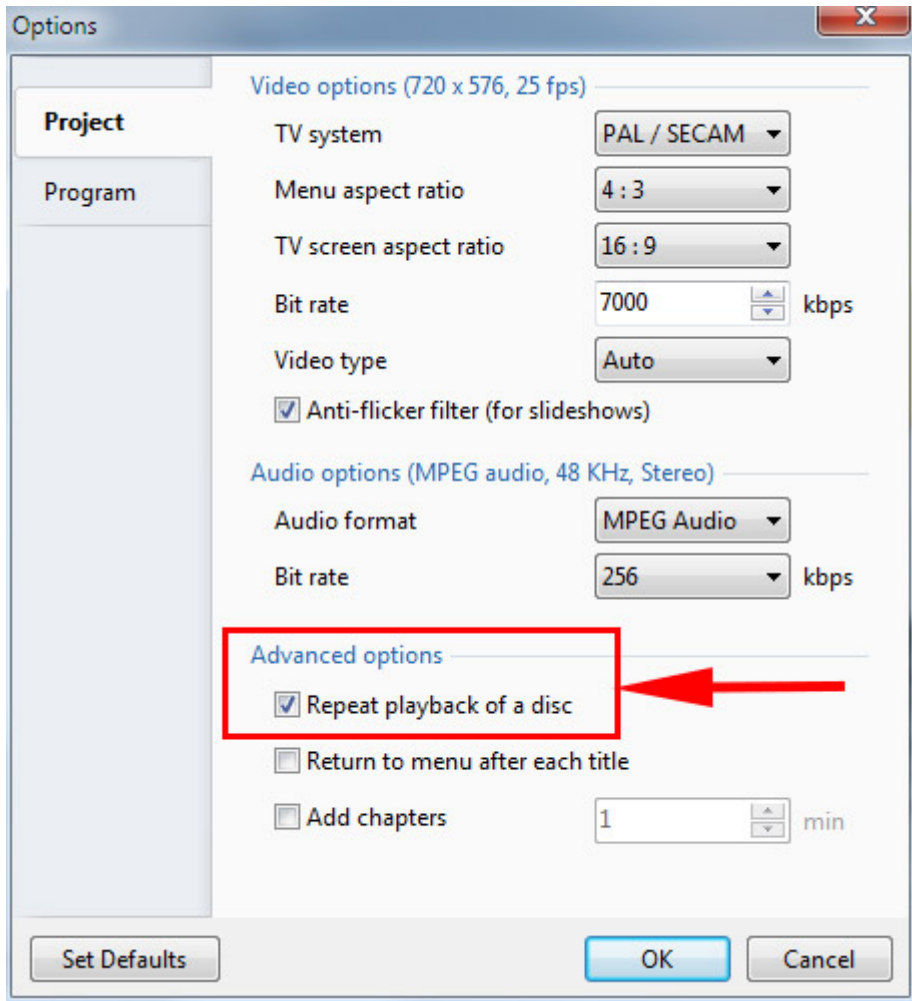 Options
Project
Program
Video options (720 x 576, 25 fps)
TV system PAL / SECAM
Menu aspect ratio 4 : 3
TV screen aspect ratio 16 : 9
Bit rate 7000 kbps
Video type Auto
Anti-flicker filter (for slideshows)
Audio options (MPEG audio, 48 KHz, Stereo)
Audio format MPEG Audio
Bit rate 256 kbps
Advanced options
Repeat playback of a disc
Return to menu after each title
Add chapters 1 min
Set Defaults OK Cancel